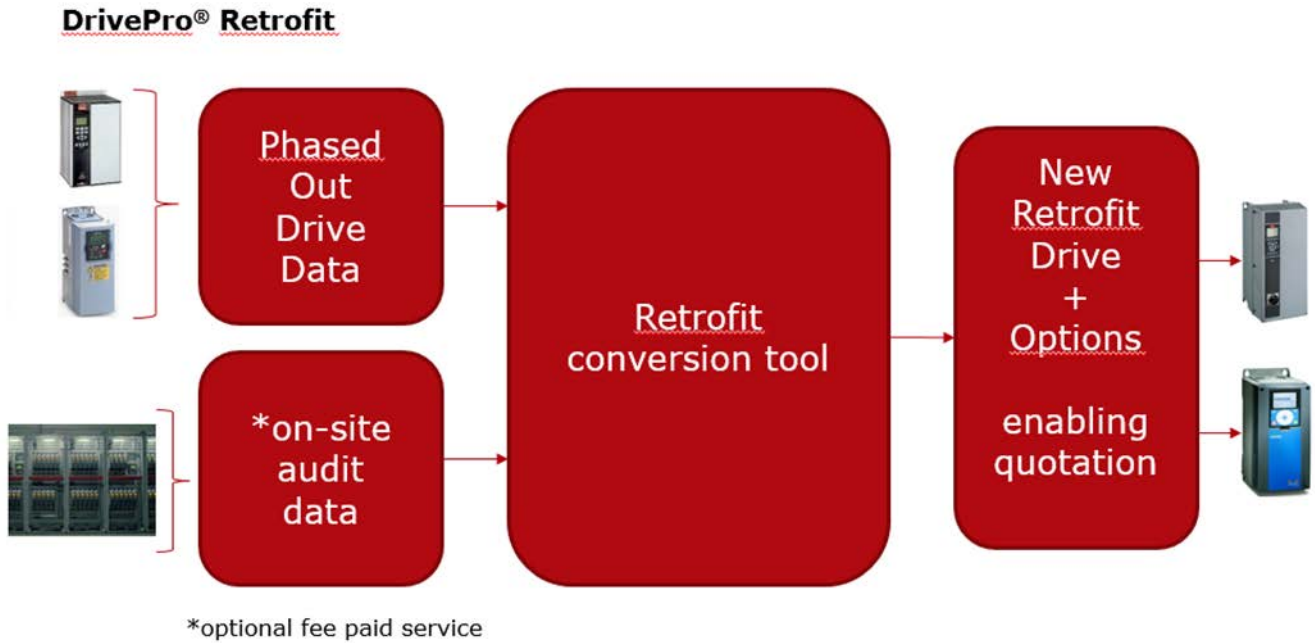 DrivePro® Retrofit
Phased
Out
Drive
Data
*on-site
audit
data
Retrofit
conversion tool
New
Retrofit
Drive
+
Options
enabling
quotation
*optional fee paid service